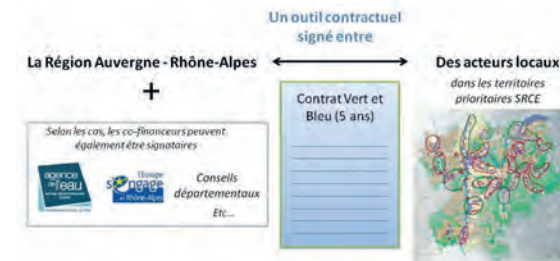 Un outil contractuel
signé entre
La Région Auvergne - Rhône-Alpes
+
Selon les cas, les co-financeurs peuvent
également être signataires
agence
de l'eau
l'Europe
s'engage
en Rhône-Alpes
Conseils
départementaux
Etc...
Contrat Vert et
Bleu (5 ans)
Des acteurs locaux
dans les territoires
prioritaires SRCE